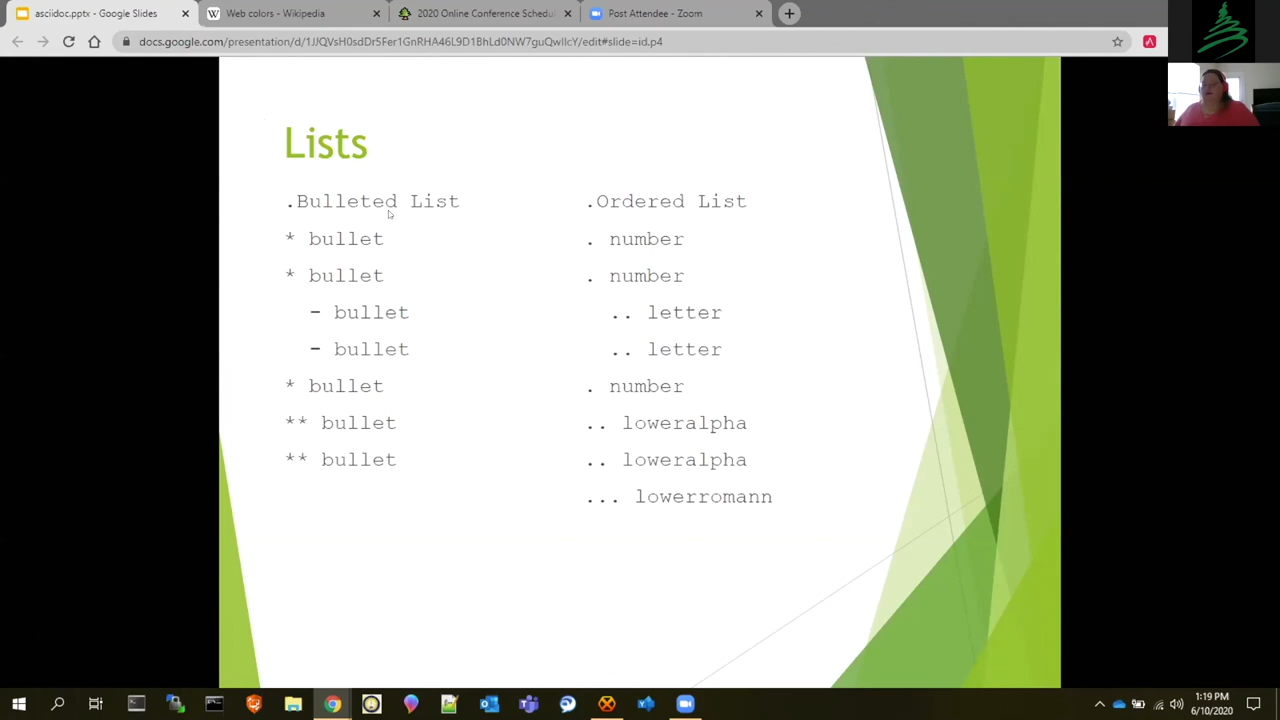 asciidoc.pptx - Google Slides
Web colors - Wikipedia
2020 Online Conference Schedu
Post Attendee - Zoom
docs.google.com/presentation/d/1JJQVsH0sdDr5Fer1GnRHA46L9D1BhLd0NW7guQwIlcY/edit#slide=id.p4
Lists
.Bulleted List
* bullet
* bullet
- bullet
- bullet
* bullet
** bullet
** bullet
.Ordered List
. number
. number
.. letter
.. letter
. number
.. loweralpha
.. loweralpha
... lowerromann
1:19 PM
6/10/2020